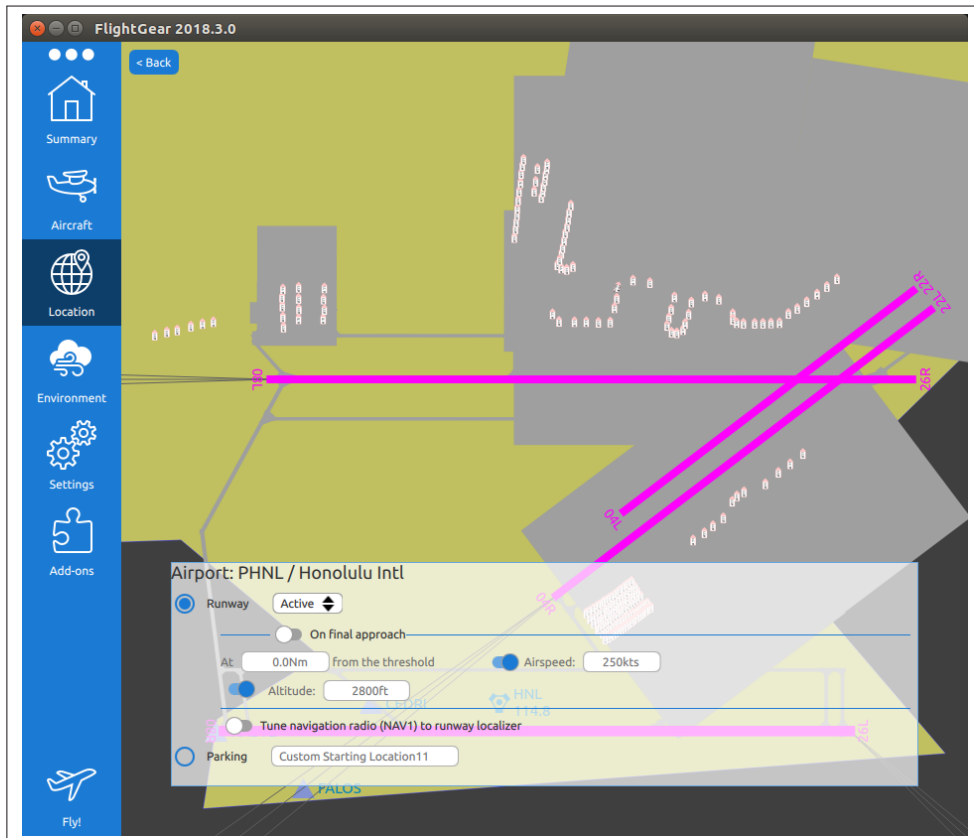 FlightGear 2018.3.0
< Back
Summary
Aircraft
Location
Environment
Settings
Add-ons
Fly!
08L
26R
22R
22L
04L
04R
Airport: PHNL / Honolulu Intl
Runway Active
On final approach
At 0.0Nm from the threshold Airspeed: 250kts
Altitude: 2800ft
CEDRI
HNL
114.8
26L
Tune navigation radio (NAV1) to runway localizer
Parking Custom Starting Location11
PALOS